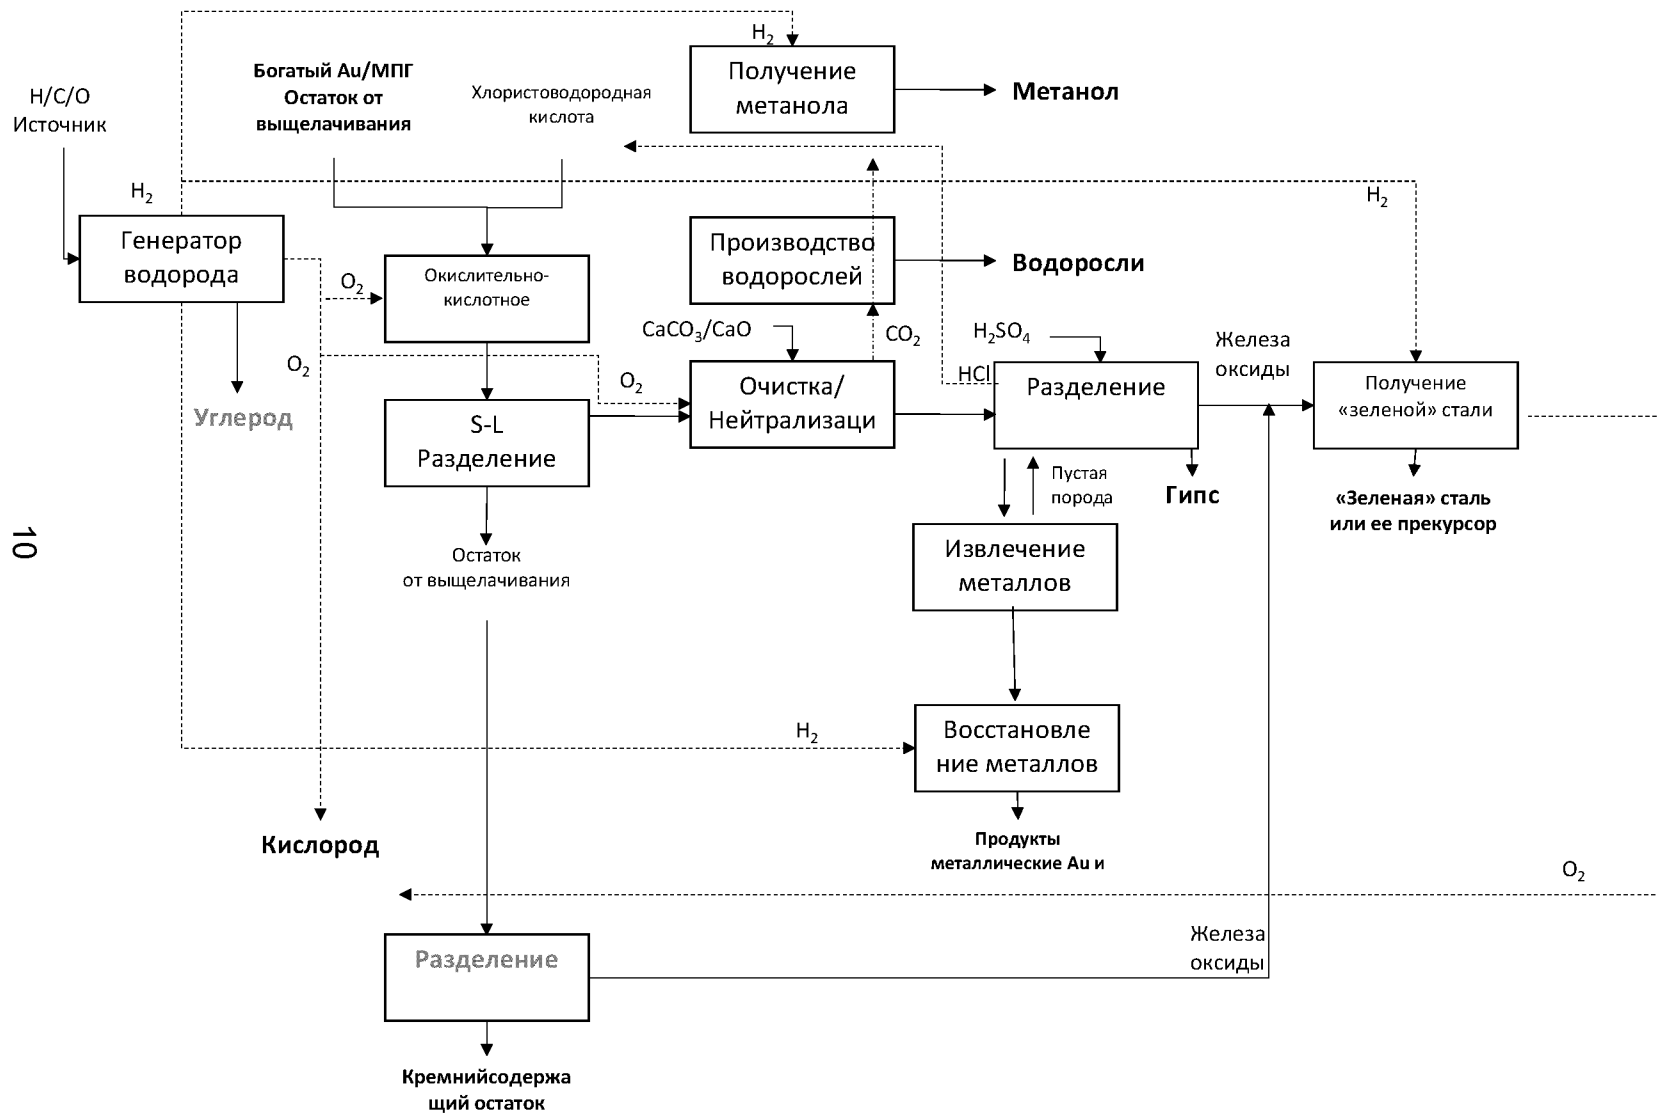 H₂
Богатый Au/МПГ
Остаток от
выщелачивания
Хлористоводородная
кислота
Получение
метанола
Метанол
H/C/O
Источник
H₂
H₂
Генератор
водорода
Производство
водорослей
Водоросли
O₂
Окислительно-
кислотное
CaCO₃/CaO
CO₂
H₂SO₄
Железа
оксиды
O₂
O₂
HCl
Очистка/
Нейтрализаци
Разделение
Получение
«зеленой» стали
Углерод
S-L
Разделение
Пустая
порода
Гипс
«Зеленая» сталь
или ее прекурсор
10
Остаток
от выщелачивания
Извлечение
металлов
H₂
Восстановле
ние металлов
Кислород
Продукты
металлические Au и
O₂
Железа
оксиды
Разделение
Кремнийсодержа
щий остаток